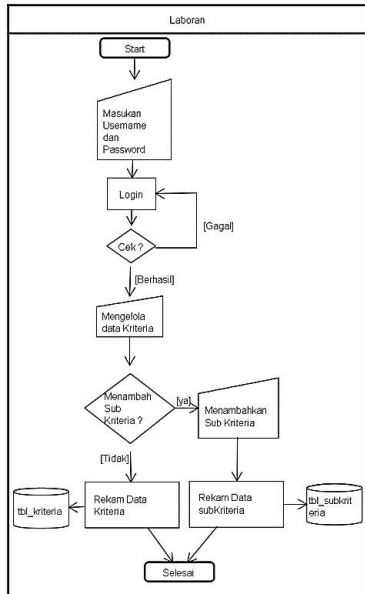 Laboran
Start
Masukan
Username
dan
Password
Login
[Gagal]
Cek ?
[Berhasil]
Mengelola
data Kriteria
Menambah
Sub
Kriteria ?
[ya]
Menambahkan
Sub Kriteria
[Tidak]
tbl_kriteria
Rekam Data
Kriteria
Rekam Data
subKriteria
tbl_subkrit
eria
Selesai